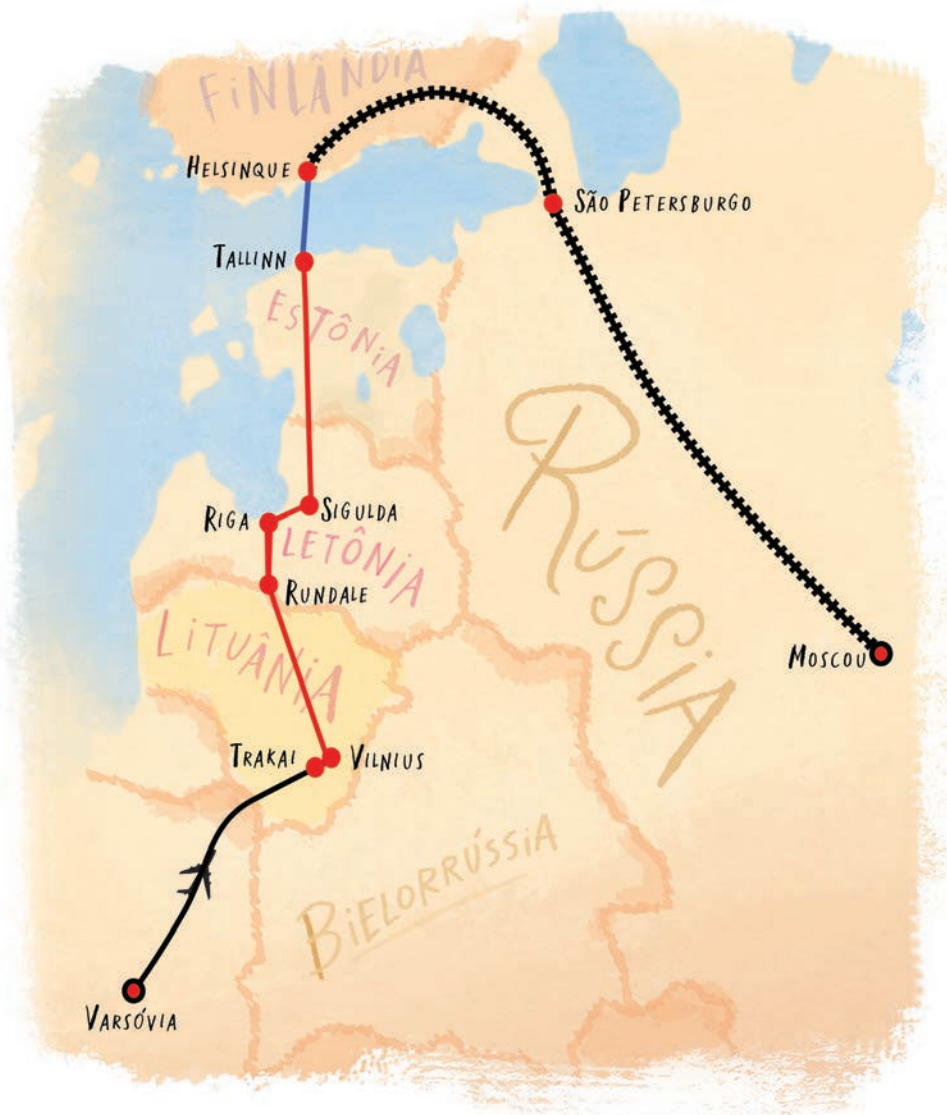 FiNLÂNDiA
HELSINQUE
SÃO PETERSBURGO
TALLINN
ESTÔNiA
RÚSSiA
RIGA
SIGULDA
LETÔNiA
RUNDALE
LiTUÂNiA
MOSCOU
TRAKAI
VILNIUS
BiELORRÚSSiA
VARSÓVIA